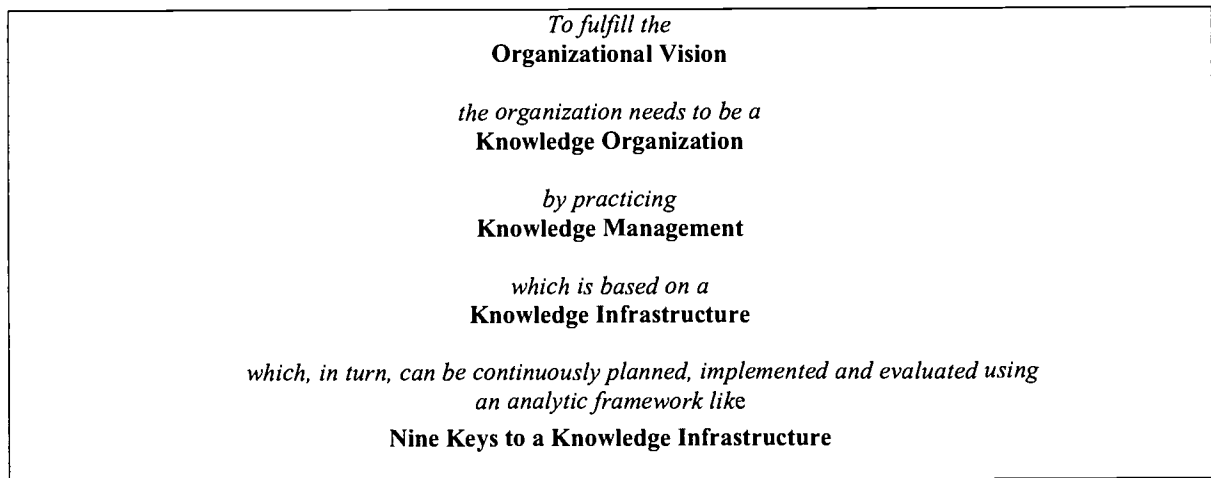 To fulfill the
Organizational Vision
the organization needs to be a
Knowledge Organization
by practicing
Knowledge Management
which is based on a
Knowledge Infrastructure
which, in turn, can be continuously planned, implemented and evaluated using
an analytic framework like
Nine Keys to a Knowledge Infrastructure